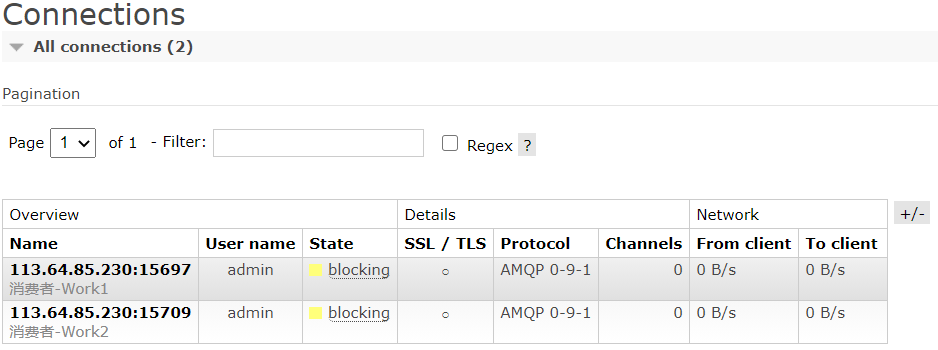 Connections
All connections (2)
Pagination
Page 1 of 1 - Filter: Regex ?
Overview Details Network +/-
Name User name State SSL / TLS Protocol Channels From client To client
113.64.85.230:15697 admin blocking ○ AMQP 0-9-1 0 0 B/s 0 B/s
消费者-Work1
113.64.85.230:15709 admin blocking ○ AMQP 0-9-1 0 0 B/s 0 B/s
消费者-Work2